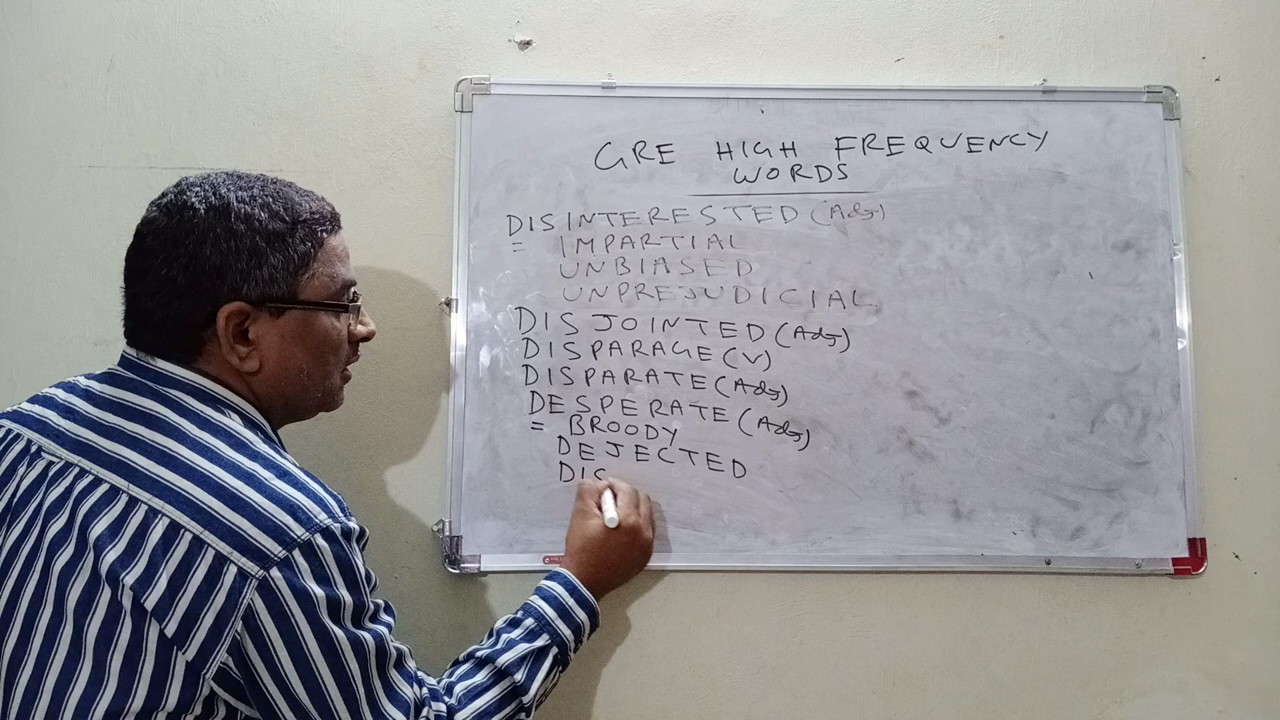 GRE HIGH FREQUENCY
WORDS
DISINTERESTED (Adj)
= IMPARTIAL
UNBIASED
UNPREJUDICIAL
DISJOINTED (Adj)
DISPARAGE (V)
DISPARATE (Adj)
DESPERATE (Adj)
= BROODY
DEJECTED
DIS